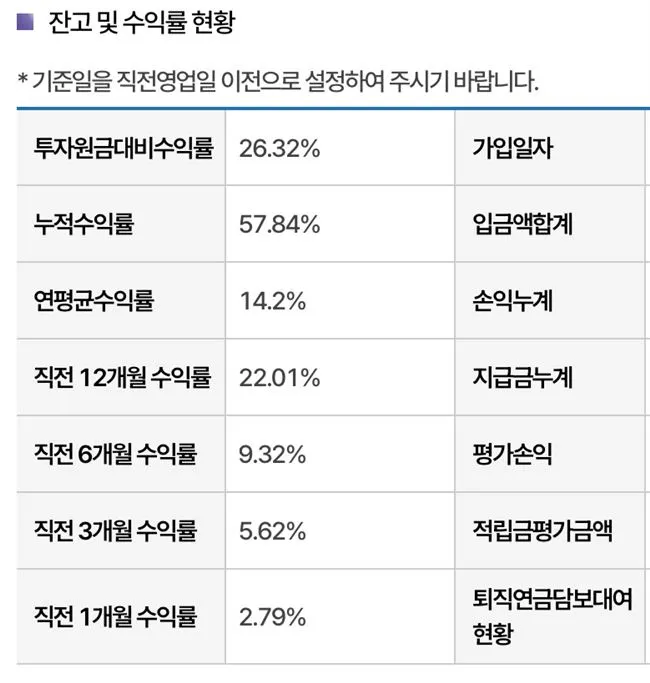 잔고 및 수익률 현황
* 기준일을 직전영업일 이전으로 설정하여 주시기 바랍니다.
투자원금대비수익률 26.32% 가입일자
누적수익률 57.84% 입금액합계
연평균수익률 14.2% 손익누계
직전 12개월 수익률 22.01% 지급금누계
직전 6개월 수익률 9.32% 평가손익
직전 3개월 수익률 5.62% 적립금평가금액
직전 1개월 수익률 2.79% 퇴직연금담보대여
현황